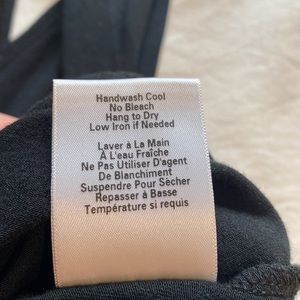 Handwash Cool
No Bleach
Hang to Dry
Low Iron if Needed
Laver à La Main
À L'eau Fraîche
Ne Pas Utiliser D'agent
de Blanchiment
Suspendre Pour Sécher
Repasser à Basse
Température si requis